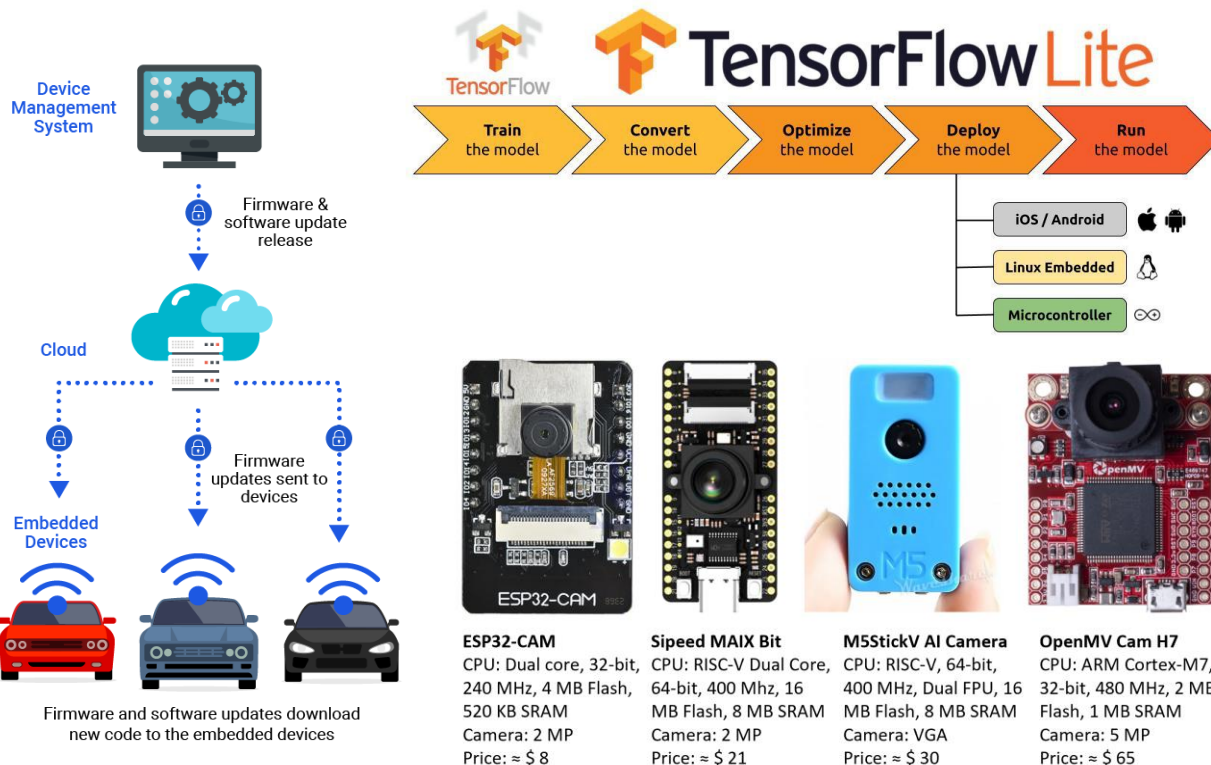 Device
Management
System
Firmware &
software update
release
Cloud
Firmware
updates sent to
devices
Embedded
Devices
Firmware and software updates download
new code to the embedded devices
TensorFlow
TensorFlow Lite
Train
the model
Convert
the model
Optimize
the model
Deploy
the model
Run
the model
iOS / Android
Linux Embedded
Microcontroller
ESP32-CAM
OpenMV
M5
ESP32-CAM
CPU: Dual core, 32-bit,
240 MHz, 4 MB Flash,
520 KB SRAM
Camera: 2 MP
Price: ≈ $ 8
Sipeed MAIX Bit
CPU: RISC-V Dual Core,
64-bit, 400 Mhz, 16
MB Flash, 8 MB SRAM
Camera: 2 MP
Price: ≈ $ 21
M5StickV AI Camera
CPU: RISC-V, 64-bit,
400 MHz, Dual FPU, 16
MB Flash, 8 MB SRAM
Camera: VGA
Price: ≈ $ 30
OpenMV Cam H7
CPU: ARM Cortex-M7,
32-bit, 480 MHz, 2 MB
Flash, 1 MB SRAM
Camera: 5 MP
Price: ≈ $ 65